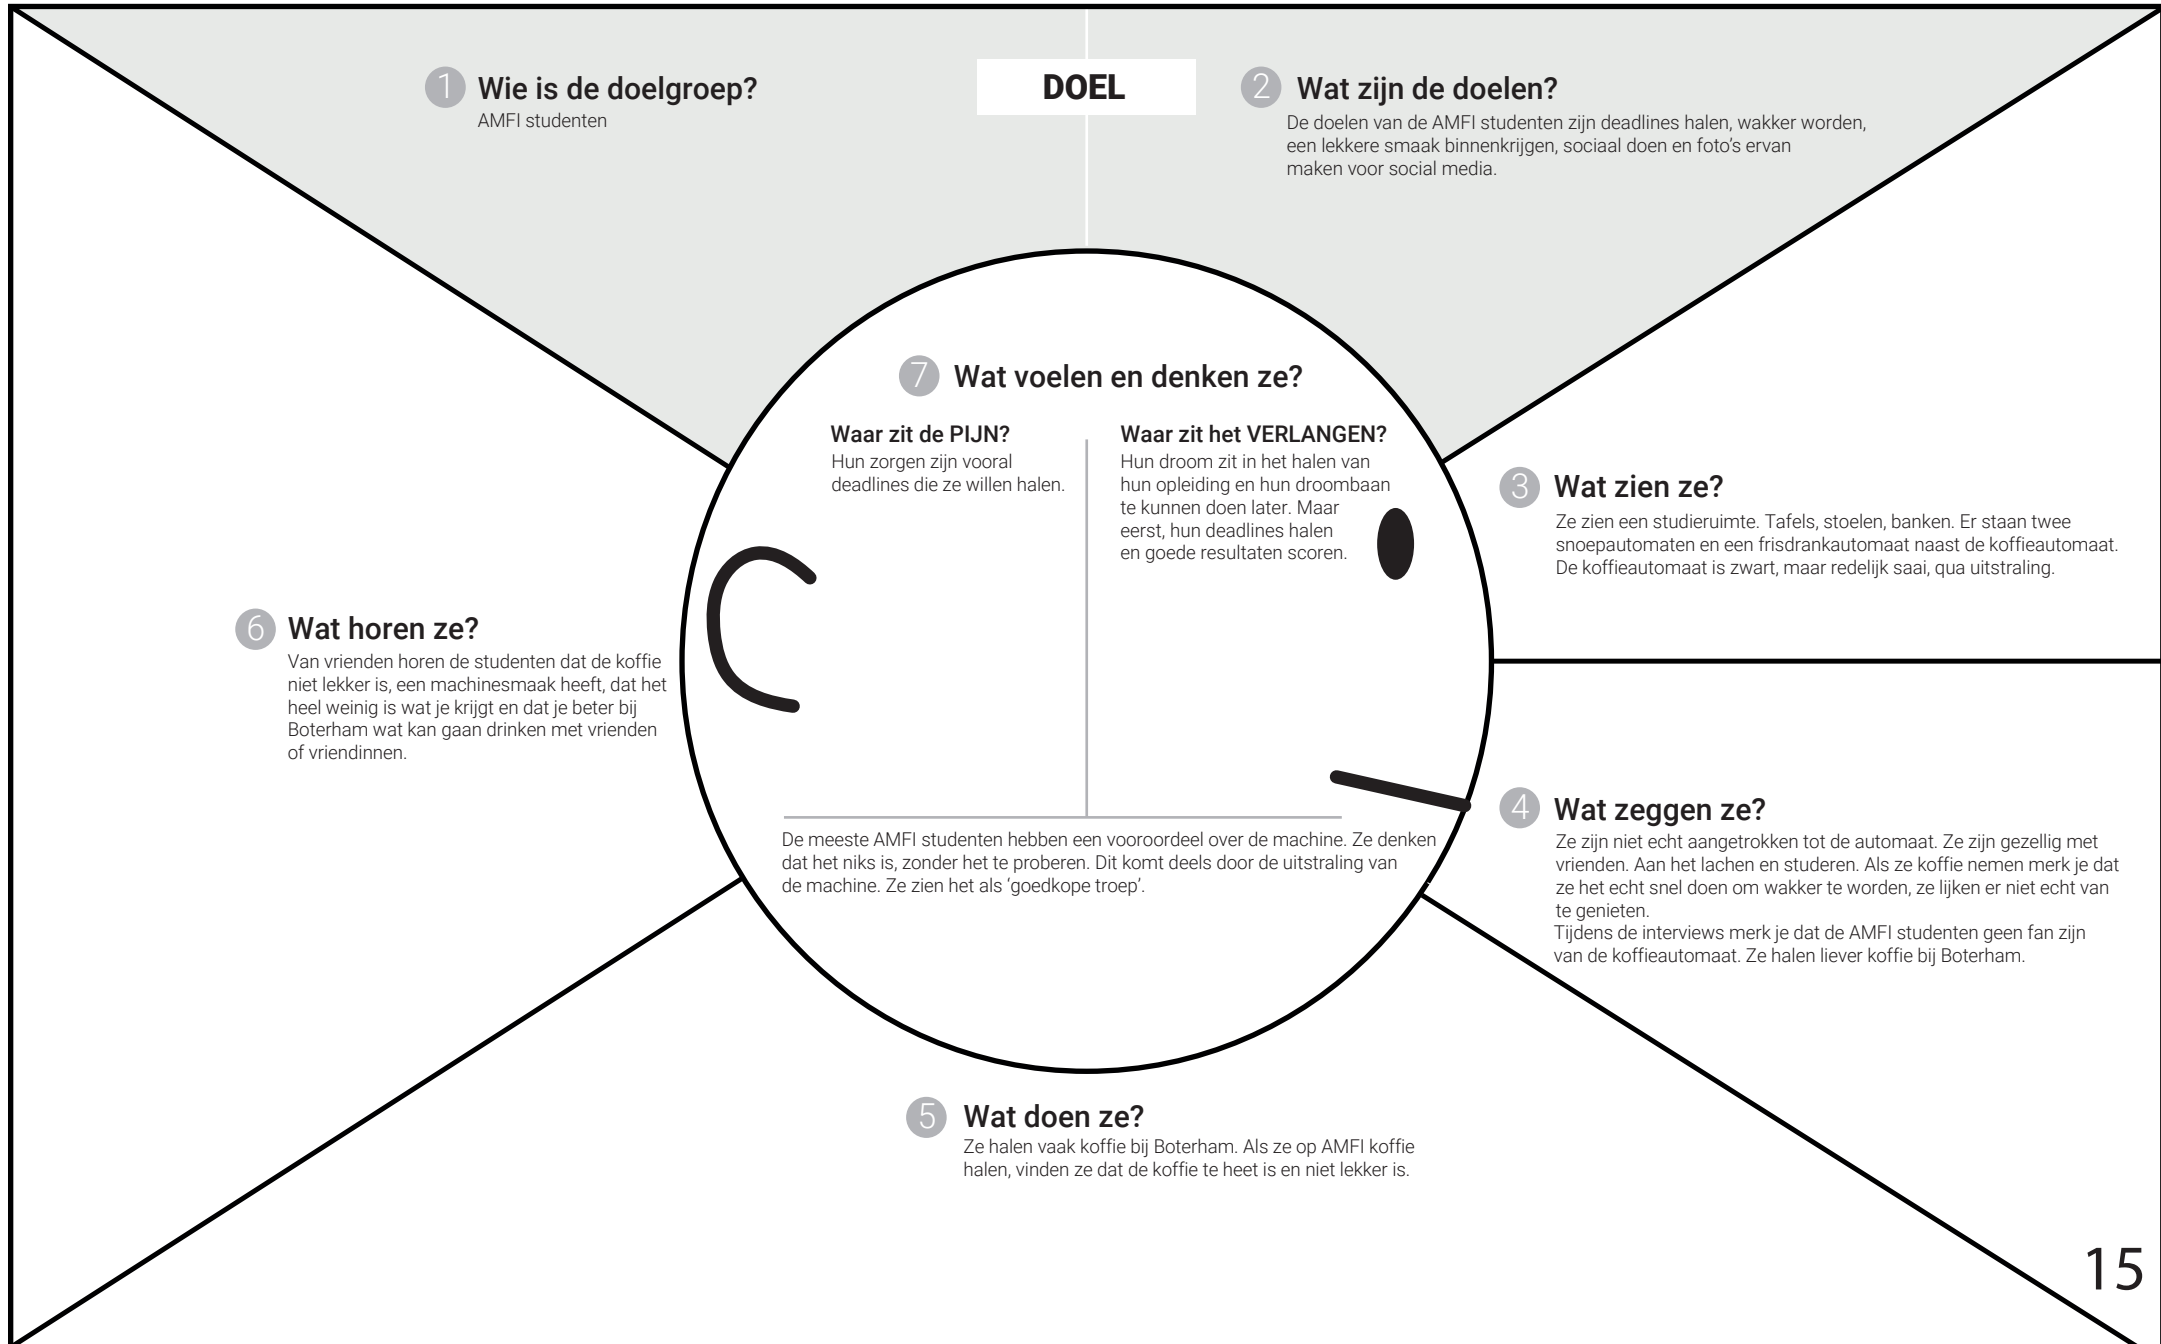 DOEL
1 Wie is de doelgroep?
AMFI studenten
2 Wat zijn de doelen?
De doelen van de AMFI studenten zijn deadlines halen, wakker worden,
een lekkere smaak binnenkrijgen, sociaal doen en foto's ervan
maken voor social media.
3 Wat zien ze?
Ze zien een studieruimte. Tafels, stoelen, banken. Er staan twee
snoepautomaten en een frisdrankautomaat naast de koffieautomaat.
De koffieautomaat is zwart, maar redelijk saai, qua uitstraling.
4 Wat zeggen ze?
Ze zijn niet echt aangetrokken tot de automaat. Ze zijn gezellig met
vrienden. Aan het lachen en studeren. Als ze koffie nemen merk je dat
ze het echt snel doen om wakker te worden, ze lijken er niet echt van
te genieten.
Tijdens de interviews merk je dat de AMFI studenten geen fan zijn
van de koffieautomaat. Ze halen liever koffie bij Boterham.
5 Wat doen ze?
Ze halen vaak koffie bij Boterham. Als ze op AMFI koffie
halen, vinden ze dat de koffie te heet is en niet lekker is.
6 Wat horen ze?
Van vrienden horen de studenten dat de koffie
niet lekker is, een machinesmaak heeft, dat het
heel weinig is wat je krijgt en dat je beter bij
Boterham wat kan gaan drinken met vrienden
of vriendinnen.
7 Wat voelen en denken ze?
Waar zit de PIJN?
Hun zorgen zijn vooral
deadlines die ze willen halen.
Waar zit het VERLANGEN?
Hun droom zit in het halen van
hun opleiding en hun droombaan
te kunnen doen later. Maar
eerst, hun deadlines halen
en goede resultaten scoren.
De meeste AMFI studenten hebben een vooroordeel over de machine. Ze denken
dat het niks is, zonder het te proberen. Dit komt deels door de uitstraling van
de machine. Ze zien het als ‘goedkope troep’.
15